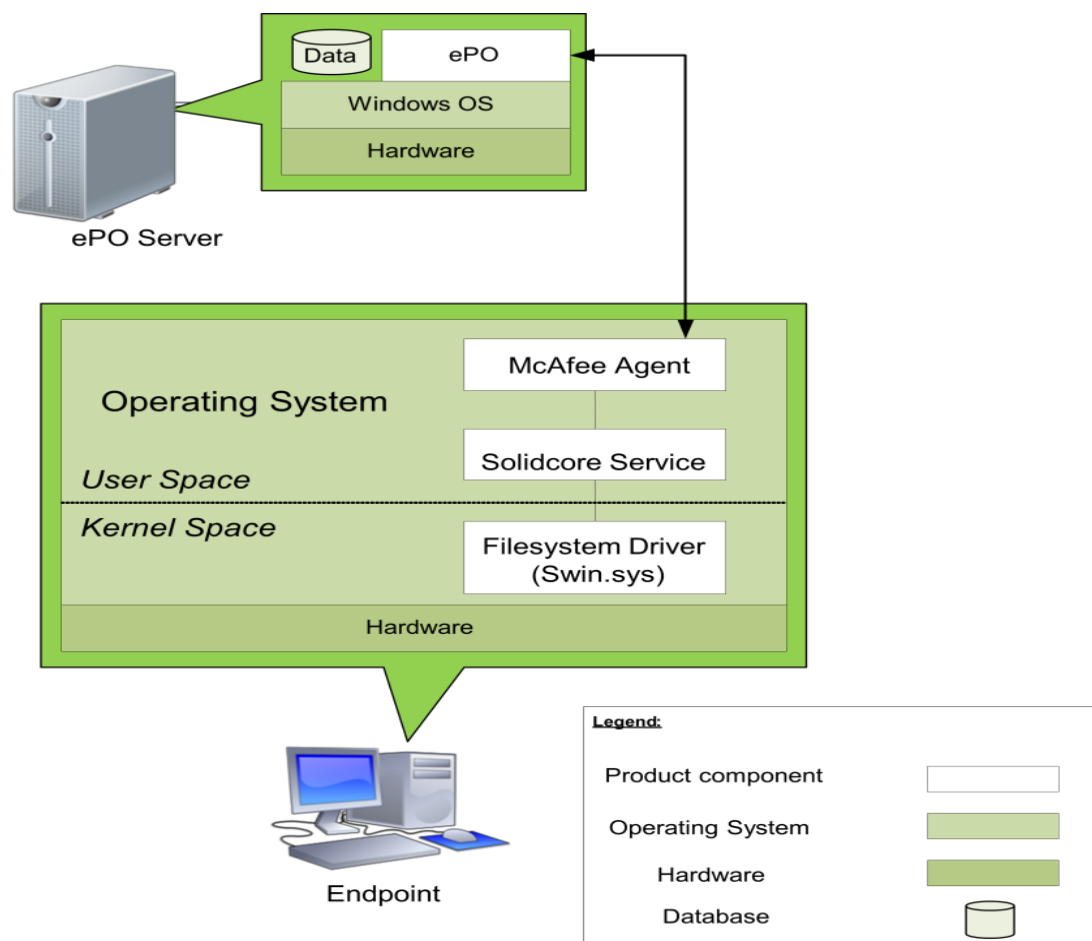 Data
ePO
Windows OS
Hardware
ePO Server
McAfee Agent
Operating System
Solidcore Service
User Space
Kernel Space
Filesystem Driver
(Swin.sys)
Hardware
Endpoint
Legend:
Product component
Operating System
Hardware
Database